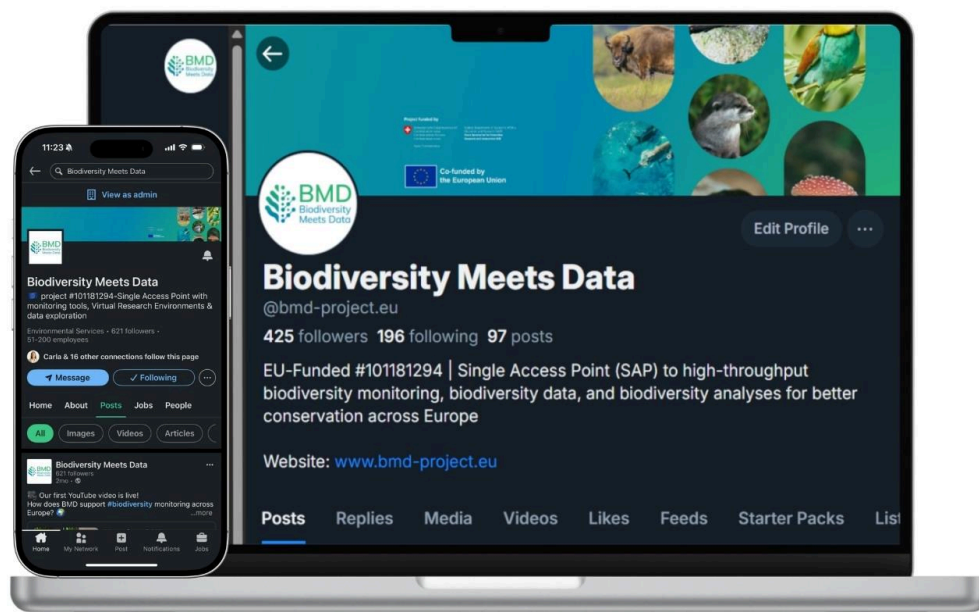 BMD
Biodiversity
Meets Data
Project funded by
Co-funded by
the European Union
BMD
Biodiversity
Meets Data
Edit Profile
Biodiversity Meets Data
@bmd-project.eu
425 followers 196 following 97 posts
EU-Funded #101181294 | Single Access Point (SAP) to high-throughput
biodiversity monitoring, biodiversity data, and biodiversity analyses for better
conservation across Europe
Website: www.bmd-project.eu
Posts Replies Media Videos Likes Feeds Starter Packs List
11:23
Biodiversity Meets Data
View as admin
BMD
Biodiversity Meets Data
project #101181294-Single Access Point with
monitoring tools, Virtual Research Environments &
data exploration
Environmental Services • 621 followers •
51-200 employees
Carla & 16 other connections follow this page
Message Following
Home About Posts Jobs People
All Images Videos Articles
BMD
Biodiversity Meets Data
621 followers
2mo •
Our first YouTube video is live!
How does BMD support #biodiversity monitoring across
Europe? ...more
Home My Network Post Notifications Jobs